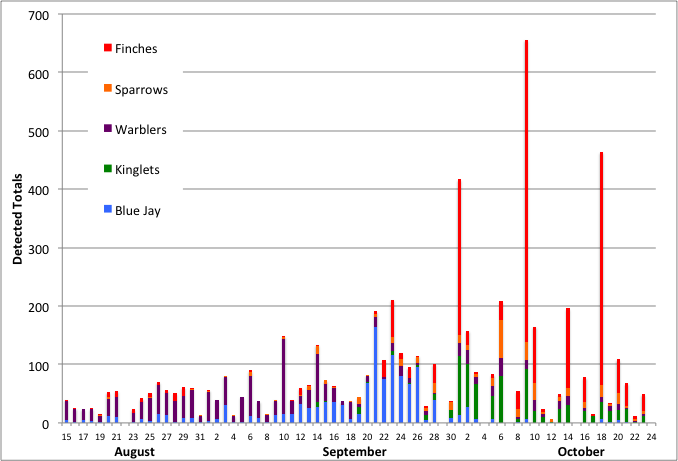 700
600
500
400
300
200
100
0
Detected Totals
Finches
Sparrows
Warblers
Kinglets
Blue Jay
15 17 19 21 23 25 27 29 31 2 4 6 8 10 12 14 16 18 20 22 24 26 28 30 2 4 6 8 10 12 14 16 18 20 22 24
August September October